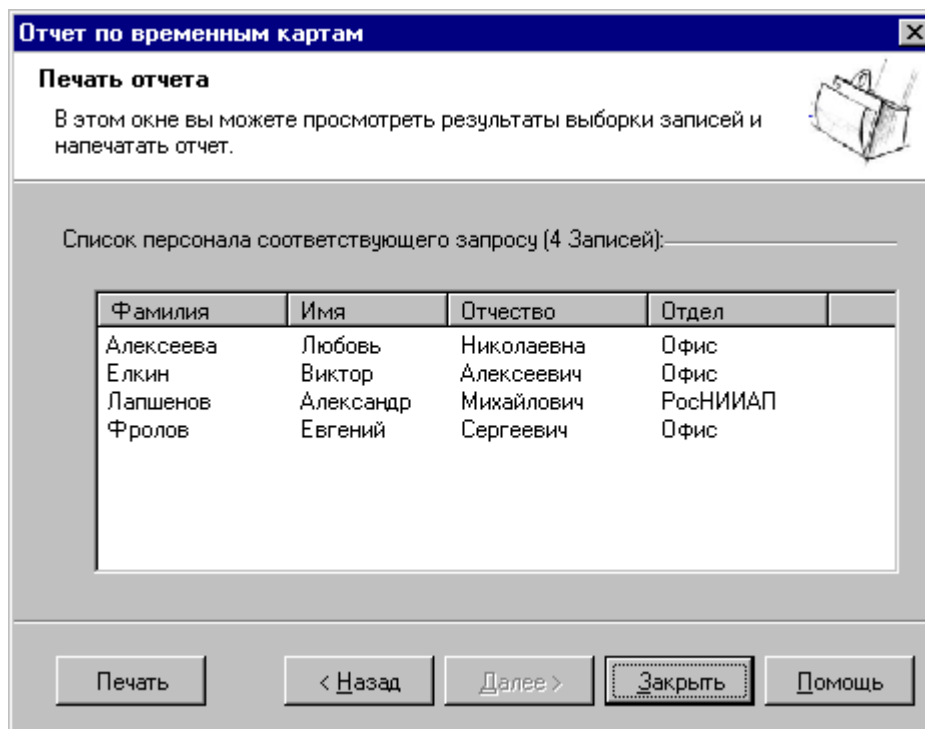 Отчет по временным картам
Печать отчета
В этом окне вы можете просмотреть результаты выборки записей и
напечатать отчет.
Список персонала соответствующего запросу (4 Записей):
Фамилия Имя Отчество Отдел
Алексеева Любовь Николаевна Офис
Елкин Виктор Алексеевич Офис
Лапшенов Александр Михайлович РосНИИАП
Фролов Евгений Сергеевич Офис
Печать < Назад Далее > Закрыть Помощь